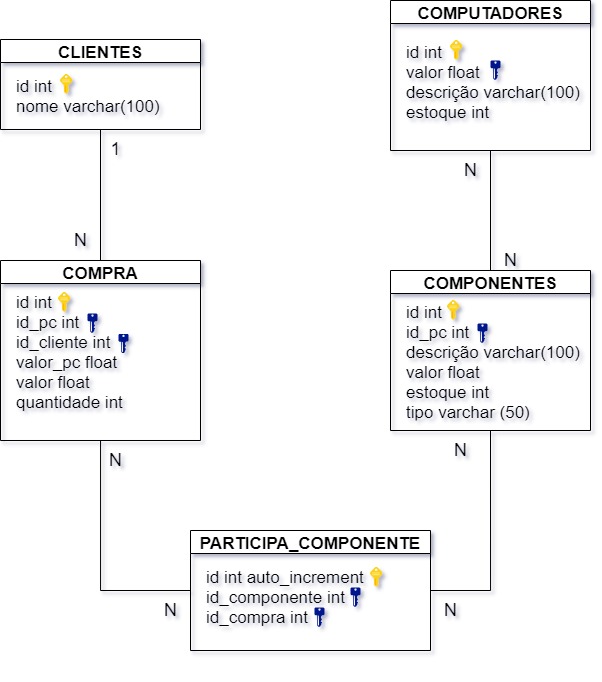 CLIENTES
id int
nome varchar(100)
1
N
COMPRA
id int
id_pc int
id_cliente int
valor_pc float
valor float
quantidade int
N
COMPUTADORES
id int
valor float
descrição varchar(100)
estoque int
N
N
COMPONENTES
id int
id_pc int
descrição varchar(100)
valor float
estoque int
tipo varchar (50)
N
PARTICIPA_COMPONENTE
id int auto_increment
id_componente int
id_compra int
N
N